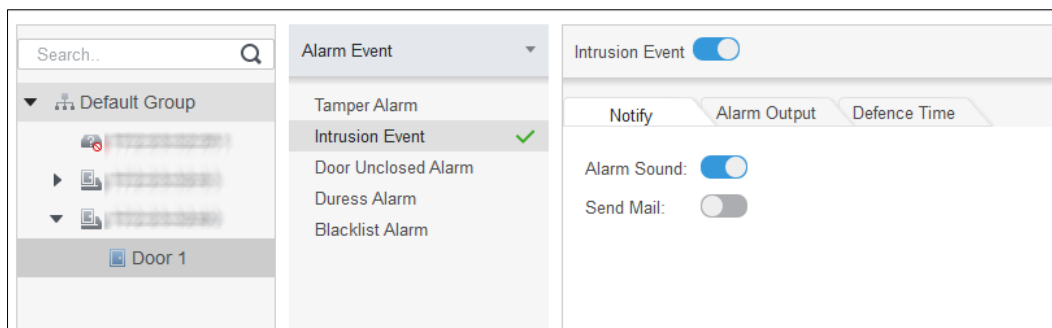 Search..
Default Group
Door 1
Alarm Event
Tamper Alarm
Intrusion Event
Door Unclosed Alarm
Duress Alarm
Blacklist Alarm
Intrusion Event
Notify
Alarm Output
Defence Time
Alarm Sound:
Send Mail: